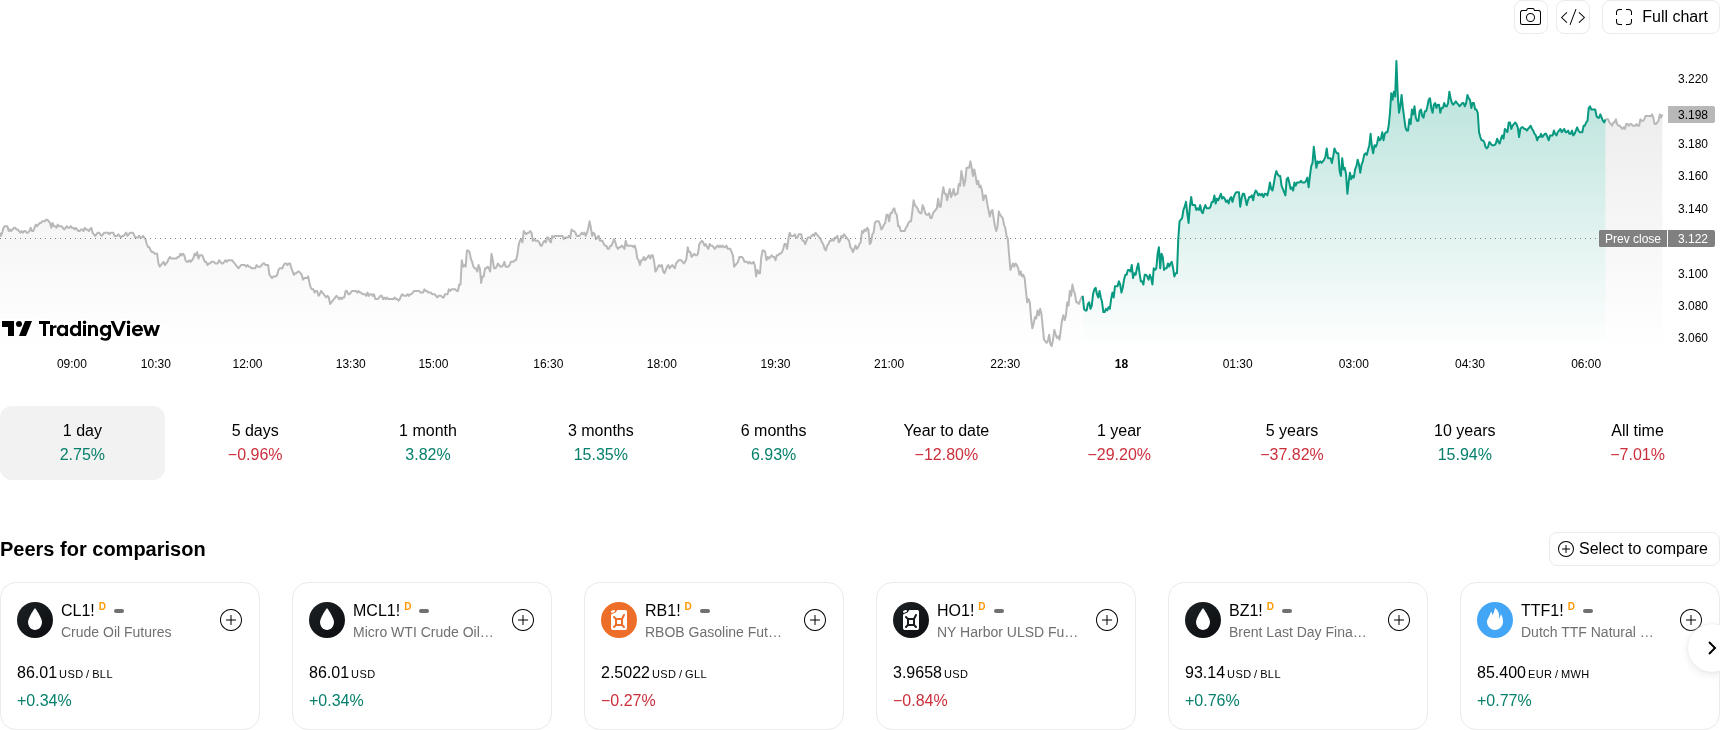 Full chart
3.220
3.198
3.180
3.160
3.140
Prev close 3.122
3.100
3.080
3.060
TradingView
09:00 10:30 12:00 13:30 15:00 16:30 18:00 19:30 21:00 22:30 18 01:30 03:00 04:30 06:00
1 day 5 days 1 month 3 months 6 months Year to date 1 year 5 years 10 years All time
2.75% −0.96% 3.82% 15.35% 6.93% −12.80% −29.20% −37.82% 15.94% −7.01%
Peers for comparison
Select to compare
CL1! D
Crude Oil Futures
86.01 USD / BLL
+0.34%
MCL1! D
Micro WTI Crude Oil…
86.01 USD
+0.34%
RB1! D
RBOB Gasoline Fut…
2.5022 USD / GLL
−0.27%
HO1! D
NY Harbor ULSD Fu…
3.9658 USD
−0.84%
BZ1! D
Brent Last Day Fina…
93.14 USD / BLL
+0.76%
TTF1! D
Dutch TTF Natural …
85.400 EUR / MWH
+0.77%